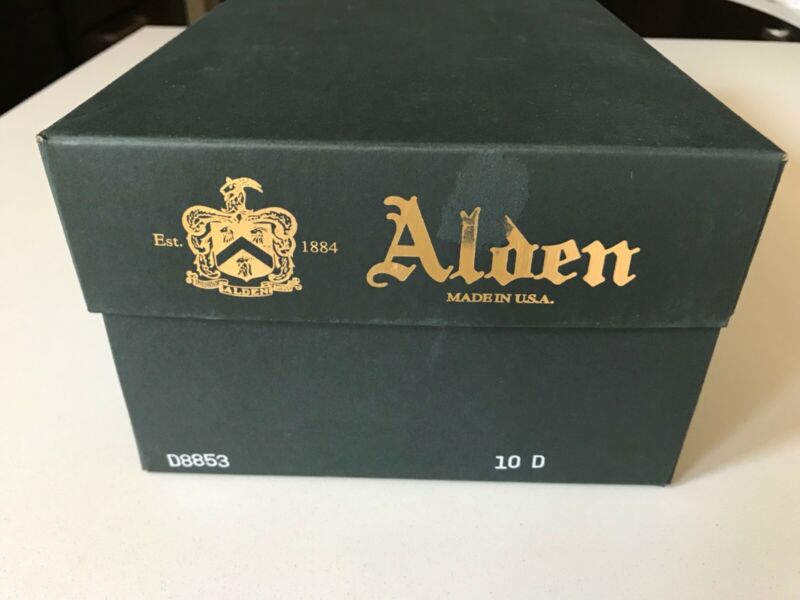 Est. 1884
ALDEN
Alden
MADE IN U.S.A.
D8853 10 D